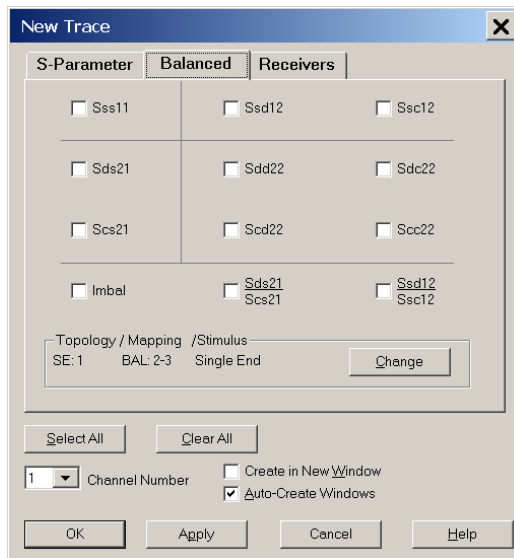 New Trace
S-Parameter Balanced Receivers
Sss11 Ssd12 Ssc12
Sds21 Sdd22 Sdc22
Scs21 Scd22 Scc22
Imbal Sds21 Ssd12
Scs21 Ssc12
Topology / Mapping /Stimulus
SE: 1 BAL: 2-3 Single End Change
Select All Clear All
1 Channel Number
Create in New Window
Auto-Create Windows
OK Apply Cancel Help